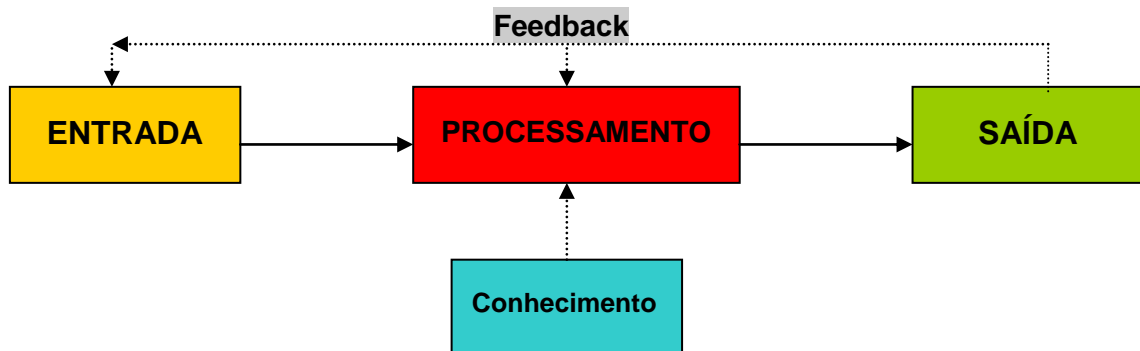 Feedback
ENTRADA
PROCESSAMENTO
SAÍDA
Conhecimento